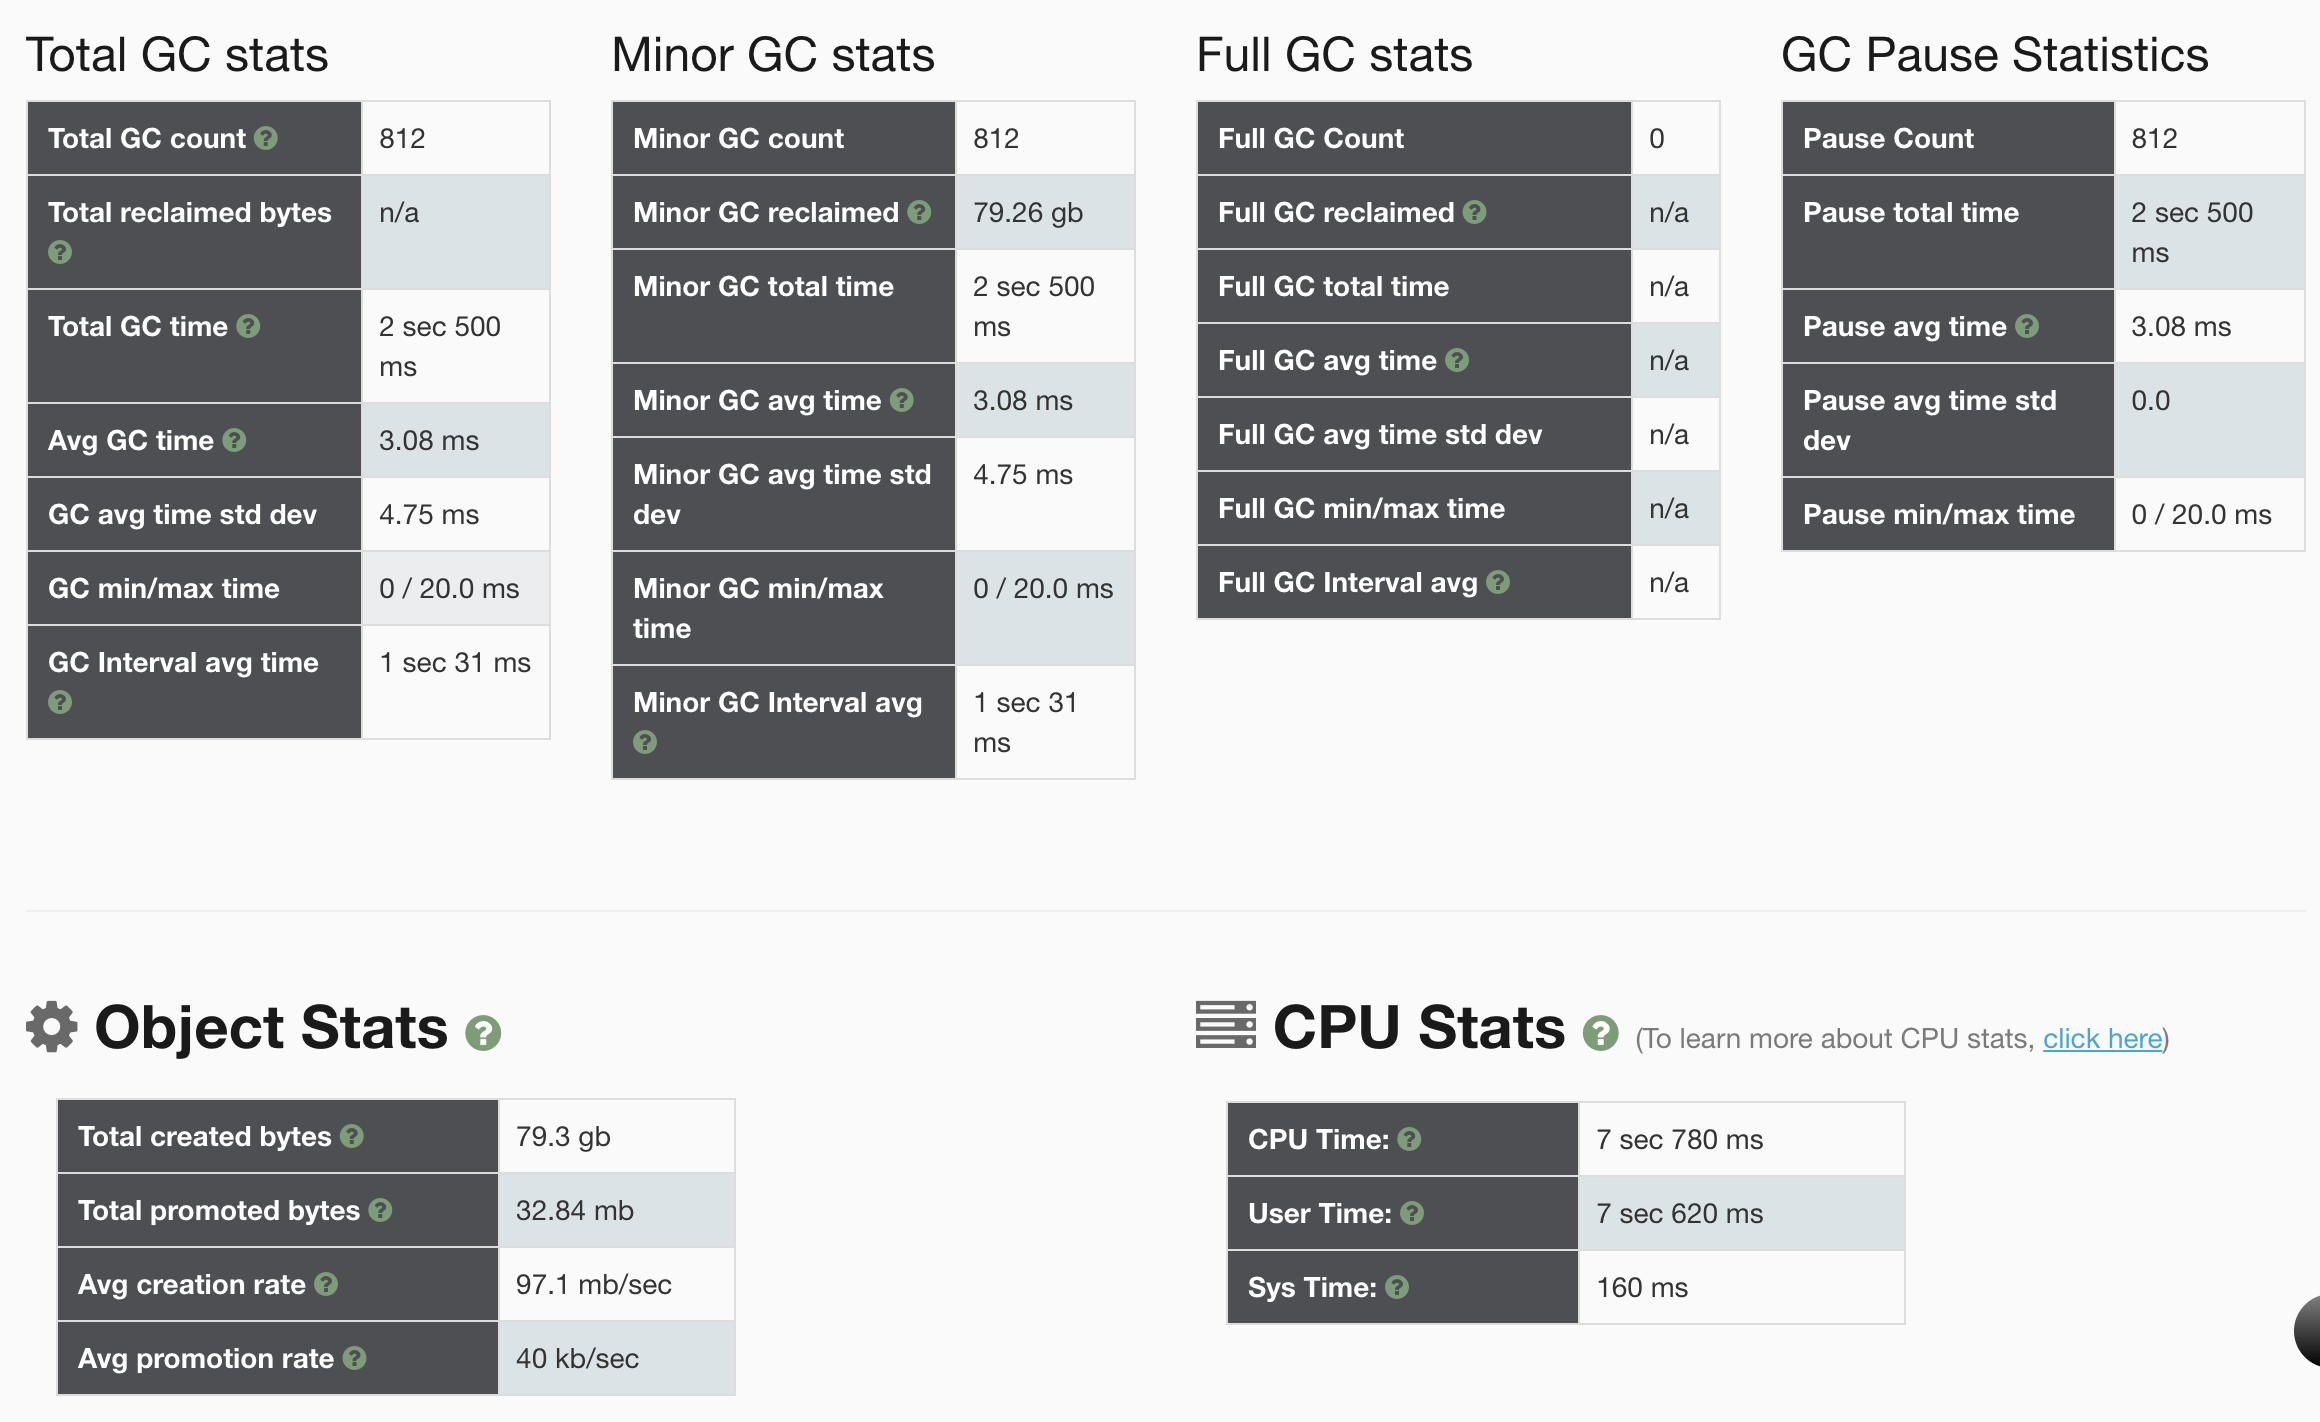 Total GC stats
Total GC count 812
Total reclaimed bytes n/a
Total GC time 2 sec 500
ms
Avg GC time 3.08 ms
GC avg time std dev 4.75 ms
GC min/max time 0 / 20.0 ms
GC Interval avg time 1 sec 31 ms
Minor GC stats
Minor GC count 812
Minor GC reclaimed 79.26 gb
Minor GC total time 2 sec 500
ms
Minor GC avg time 3.08 ms
Minor GC avg time std 4.75 ms
dev
Minor GC min/max 0 / 20.0 ms
time
Minor GC Interval avg 1 sec 31
ms
Full GC stats
Full GC Count 0
Full GC reclaimed n/a
Full GC total time n/a
Full GC avg time n/a
Full GC avg time std dev n/a
Full GC min/max time n/a
Full GC Interval avg n/a
GC Pause Statistics
Pause Count 812
Pause total time 2 sec 500
ms
Pause avg time 3.08 ms
Pause avg time std 0.0
dev
Pause min/max time 0 / 20.0 ms
Object Stats
Total created bytes 79.3 gb
Total promoted bytes 32.84 mb
Avg creation rate 97.1 mb/sec
Avg promotion rate 40 kb/sec
CPU Stats (To learn more about CPU stats, click here)
CPU Time: 7 sec 780 ms
User Time: 7 sec 620 ms
Sys Time: 160 ms